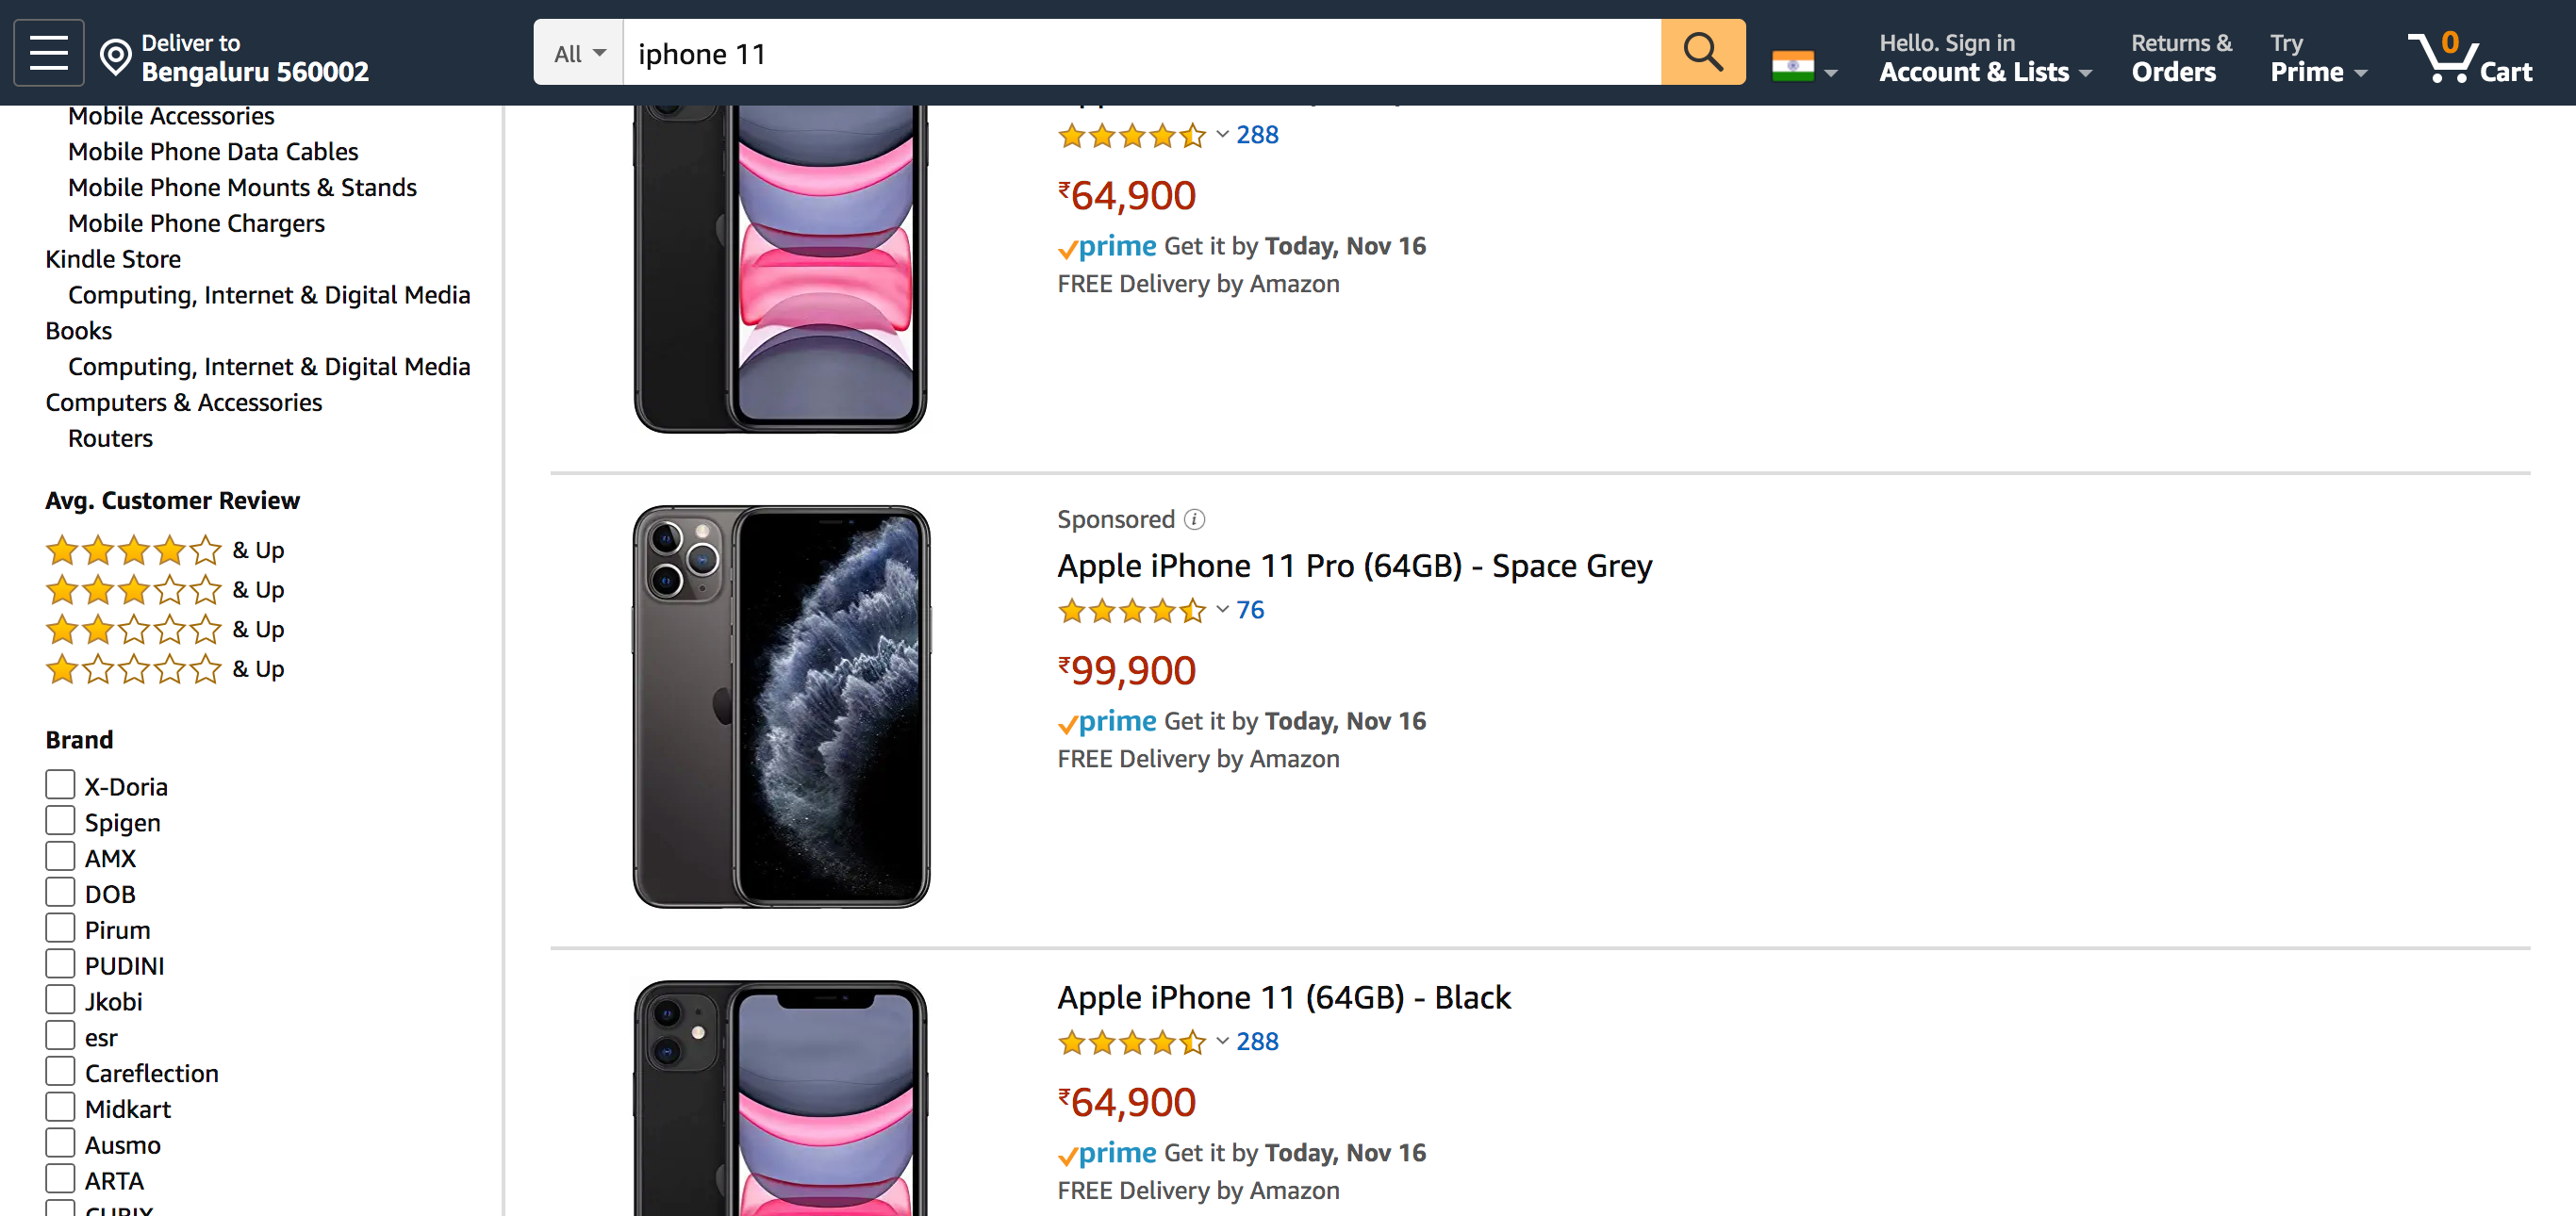 Deliver to
Bengaluru 560002
All
iphone 11
Hello. Sign in
Account & Lists
Returns &
Orders
Try
Prime
0
Cart
Mobile Accessories
Mobile Phone Data Cables
Mobile Phone Mounts & Stands
Mobile Phone Chargers
Kindle Store
Computing, Internet & Digital Media
Books
Computing, Internet & Digital Media
Computers & Accessories
Routers
Avg. Customer Review
& Up
& Up
& Up
& Up
Brand
X-Doria
Spigen
AMX
DOB
Pirum
PUDINI
Jkobi
esr
Careflection
Midkart
Ausmo
ARTA
288
₹64,900
prime Get it by Today, Nov 16
FREE Delivery by Amazon
Sponsored
Apple iPhone 11 Pro (64GB) - Space Grey
76
₹99,900
prime Get it by Today, Nov 16
FREE Delivery by Amazon
Apple iPhone 11 (64GB) - Black
288
₹64,900
prime Get it by Today, Nov 16
FREE Delivery by Amazon